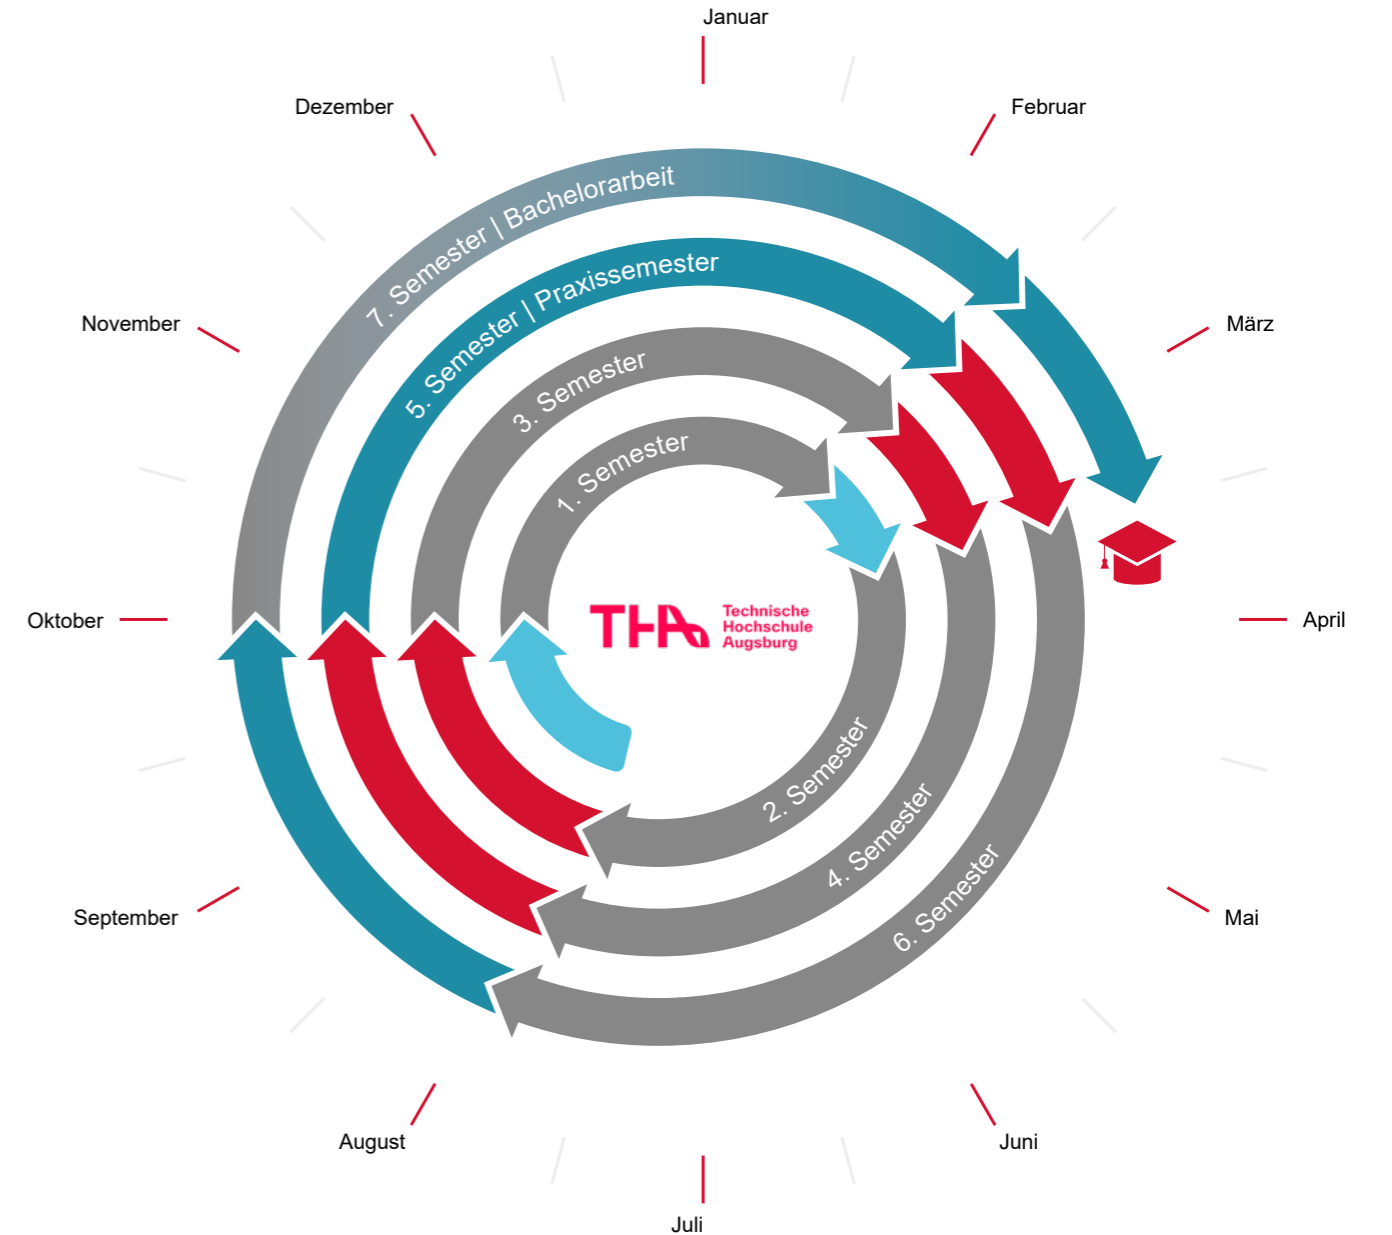 Januar
Dezember
Februar
7. Semester | Bachelorarbeit
5. Semester | Praxissemester
November
März
3. Semester
1. Semester
Oktober
THA Technische
Hochschule
Augsburg
April
2. Semester
4. Semester
6. Semester
September
Mai
August
Juni
Juli